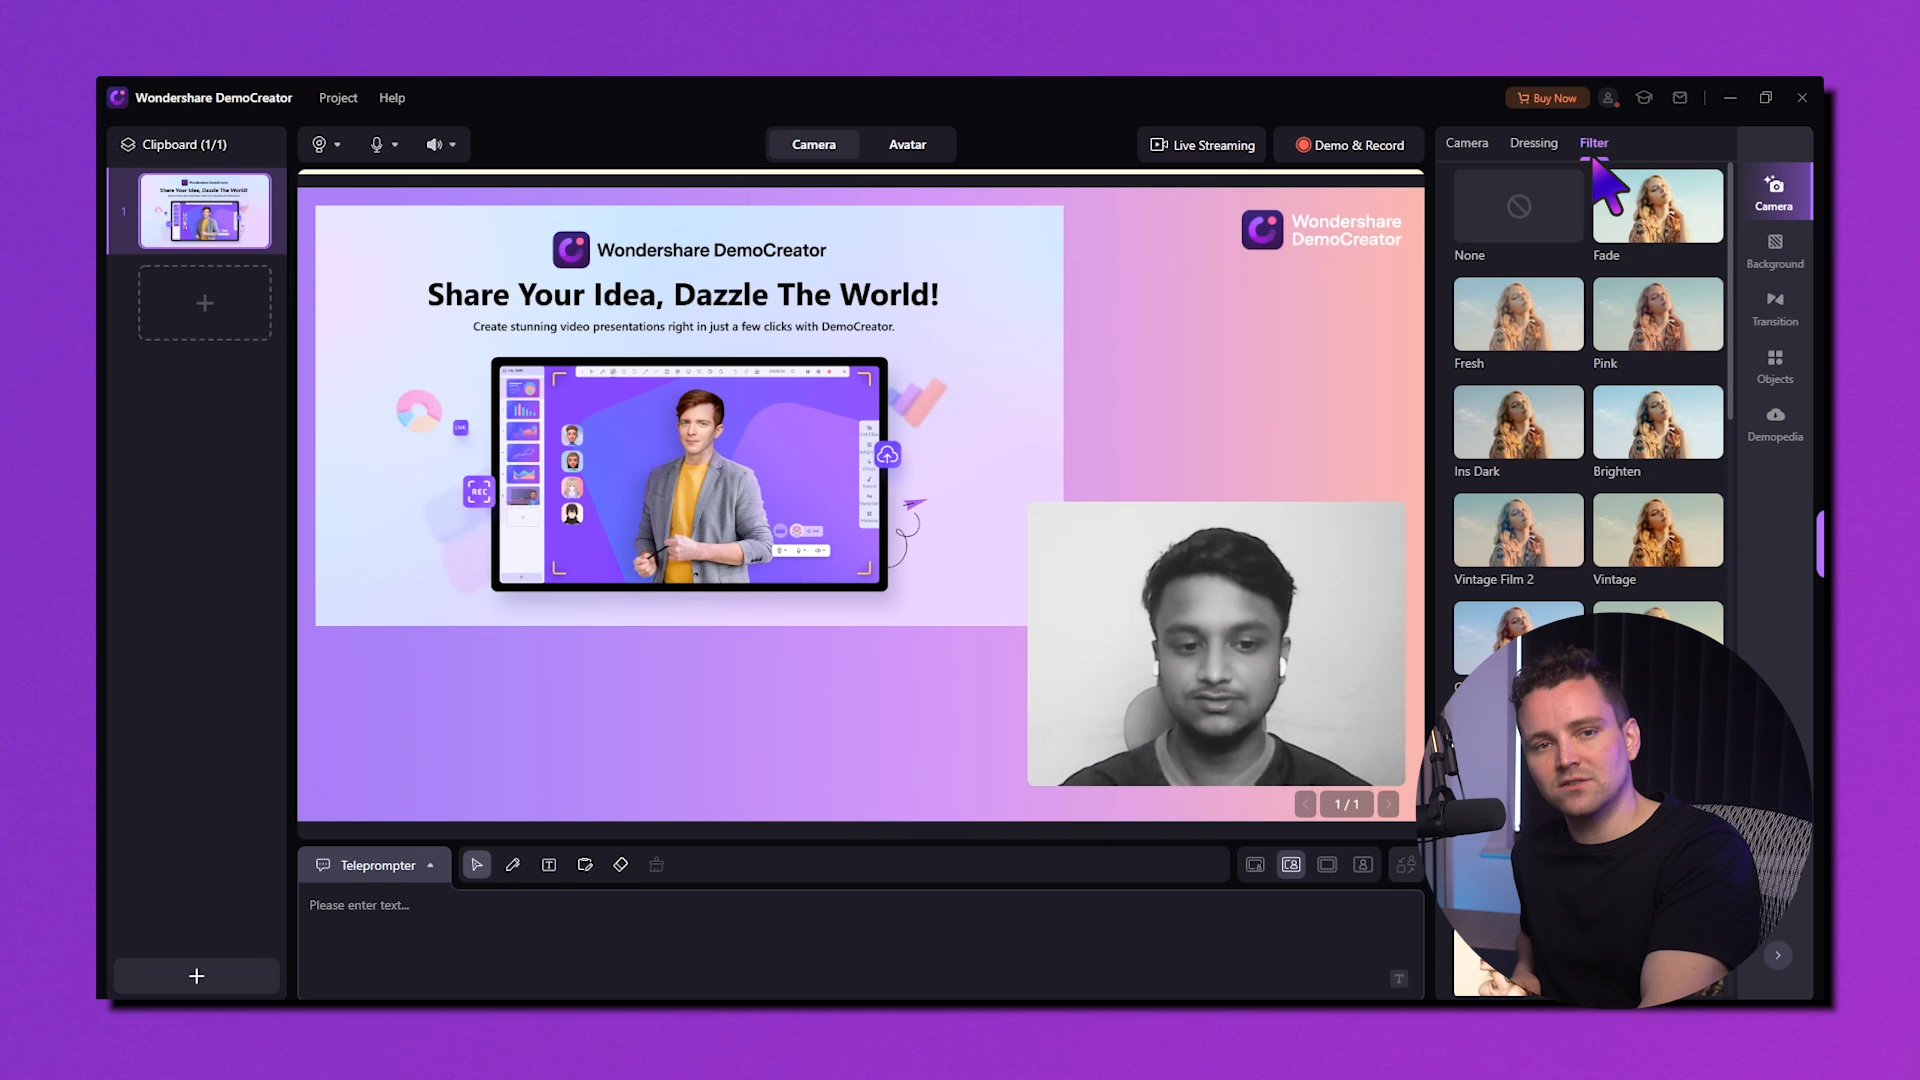 Wondershare DemoCreator
Project
Help
Buy Now
Clipboard (1/1)
Camera
Avatar
Live Streaming
Demo & Record
Camera
Dressing
Filter
1
Wondershare DemoCreator
Share Your Idea, Dazzle The World!
Create stunning video presentations right in just a few clicks with DemoCreator.
LIVE
REC
Wondershare
DemoCreator
None
Fade
Fresh
Pink
Ins Dark
Brighten
Vintage Film 2
Vintage
Camera
Background
Transition
Objects
Demopedia
1 / 1
Teleprompter
Please enter text...